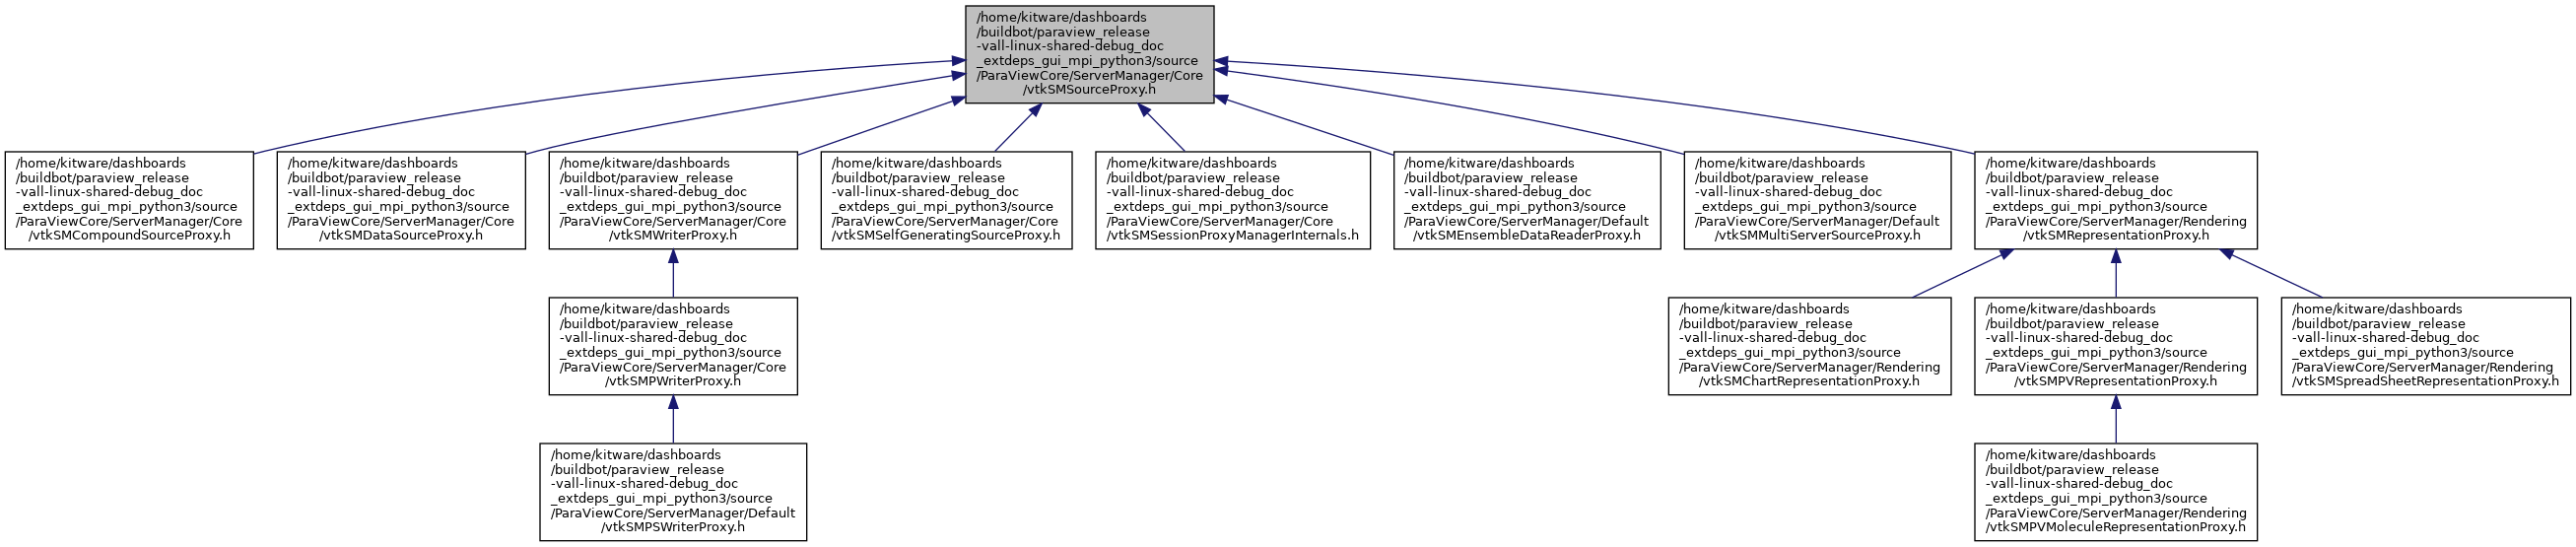 /home/kitware/dashboards
/buildbot/paraview_release
-vall-linux-shared-debug_doc
_extdeps_gui_mpi_python3/source
/ParaViewCore/ServerManager/Core
/vtkSMSourceProxy.h
/home/kitware/dashboards
/buildbot/paraview_release
-vall-linux-shared-debug_doc
_extdeps_gui_mpi_python3/source
/ParaViewCore/ServerManager/Core
/vtkSMCompoundSourceProxy.h
/home/kitware/dashboards
/buildbot/paraview_release
-vall-linux-shared-debug_doc
_extdeps_gui_mpi_python3/source
/ParaViewCore/ServerManager/Core
/vtkSMDataSourceProxy.h
/home/kitware/dashboards
/buildbot/paraview_release
-vall-linux-shared-debug_doc
_extdeps_gui_mpi_python3/source
/ParaViewCore/ServerManager/Core
/vtkSMWriterProxy.h
/home/kitware/dashboards
/buildbot/paraview_release
-vall-linux-shared-debug_doc
_extdeps_gui_mpi_python3/source
/ParaViewCore/ServerManager/Core
/vtkSMSelfGeneratingSourceProxy.h
/home/kitware/dashboards
/buildbot/paraview_release
-vall-linux-shared-debug_doc
_extdeps_gui_mpi_python3/source
/ParaViewCore/ServerManager/Core
/vtkSMSessionProxyManagerInternals.h
/home/kitware/dashboards
/buildbot/paraview_release
-vall-linux-shared-debug_doc
_extdeps_gui_mpi_python3/source
/ParaViewCore/ServerManager/Default
/vtkSMEnsembleDataReaderProxy.h
/home/kitware/dashboards
/buildbot/paraview_release
-vall-linux-shared-debug_doc
_extdeps_gui_mpi_python3/source
/ParaViewCore/ServerManager/Default
/vtkSMMultiServerSourceProxy.h
/home/kitware/dashboards
/buildbot/paraview_release
-vall-linux-shared-debug_doc
_extdeps_gui_mpi_python3/source
/ParaViewCore/ServerManager/Rendering
/vtkSMRepresentationProxy.h
/home/kitware/dashboards
/buildbot/paraview_release
-vall-linux-shared-debug_doc
_extdeps_gui_mpi_python3/source
/ParaViewCore/ServerManager/Core
/vtkSMPWriterProxy.h
/home/kitware/dashboards
/buildbot/paraview_release
-vall-linux-shared-debug_doc
_extdeps_gui_mpi_python3/source
/ParaViewCore/ServerManager/Rendering
/vtkSMChartRepresentationProxy.h
/home/kitware/dashboards
/buildbot/paraview_release
-vall-linux-shared-debug_doc
_extdeps_gui_mpi_python3/source
/ParaViewCore/ServerManager/Rendering
/vtkSMPVRepresentationProxy.h
/home/kitware/dashboards
/buildbot/paraview_release
-vall-linux-shared-debug_doc
_extdeps_gui_mpi_python3/source
/ParaViewCore/ServerManager/Rendering
/vtkSMSpreadSheetRepresentationProxy.h
/home/kitware/dashboards
/buildbot/paraview_release
-vall-linux-shared-debug_doc
_extdeps_gui_mpi_python3/source
/ParaViewCore/ServerManager/Default
/vtkSMPSWriterProxy.h
/home/kitware/dashboards
/buildbot/paraview_release
-vall-linux-shared-debug_doc
_extdeps_gui_mpi_python3/source
/ParaViewCore/ServerManager/Rendering
/vtkSMPVMoleculeRepresentationProxy.h